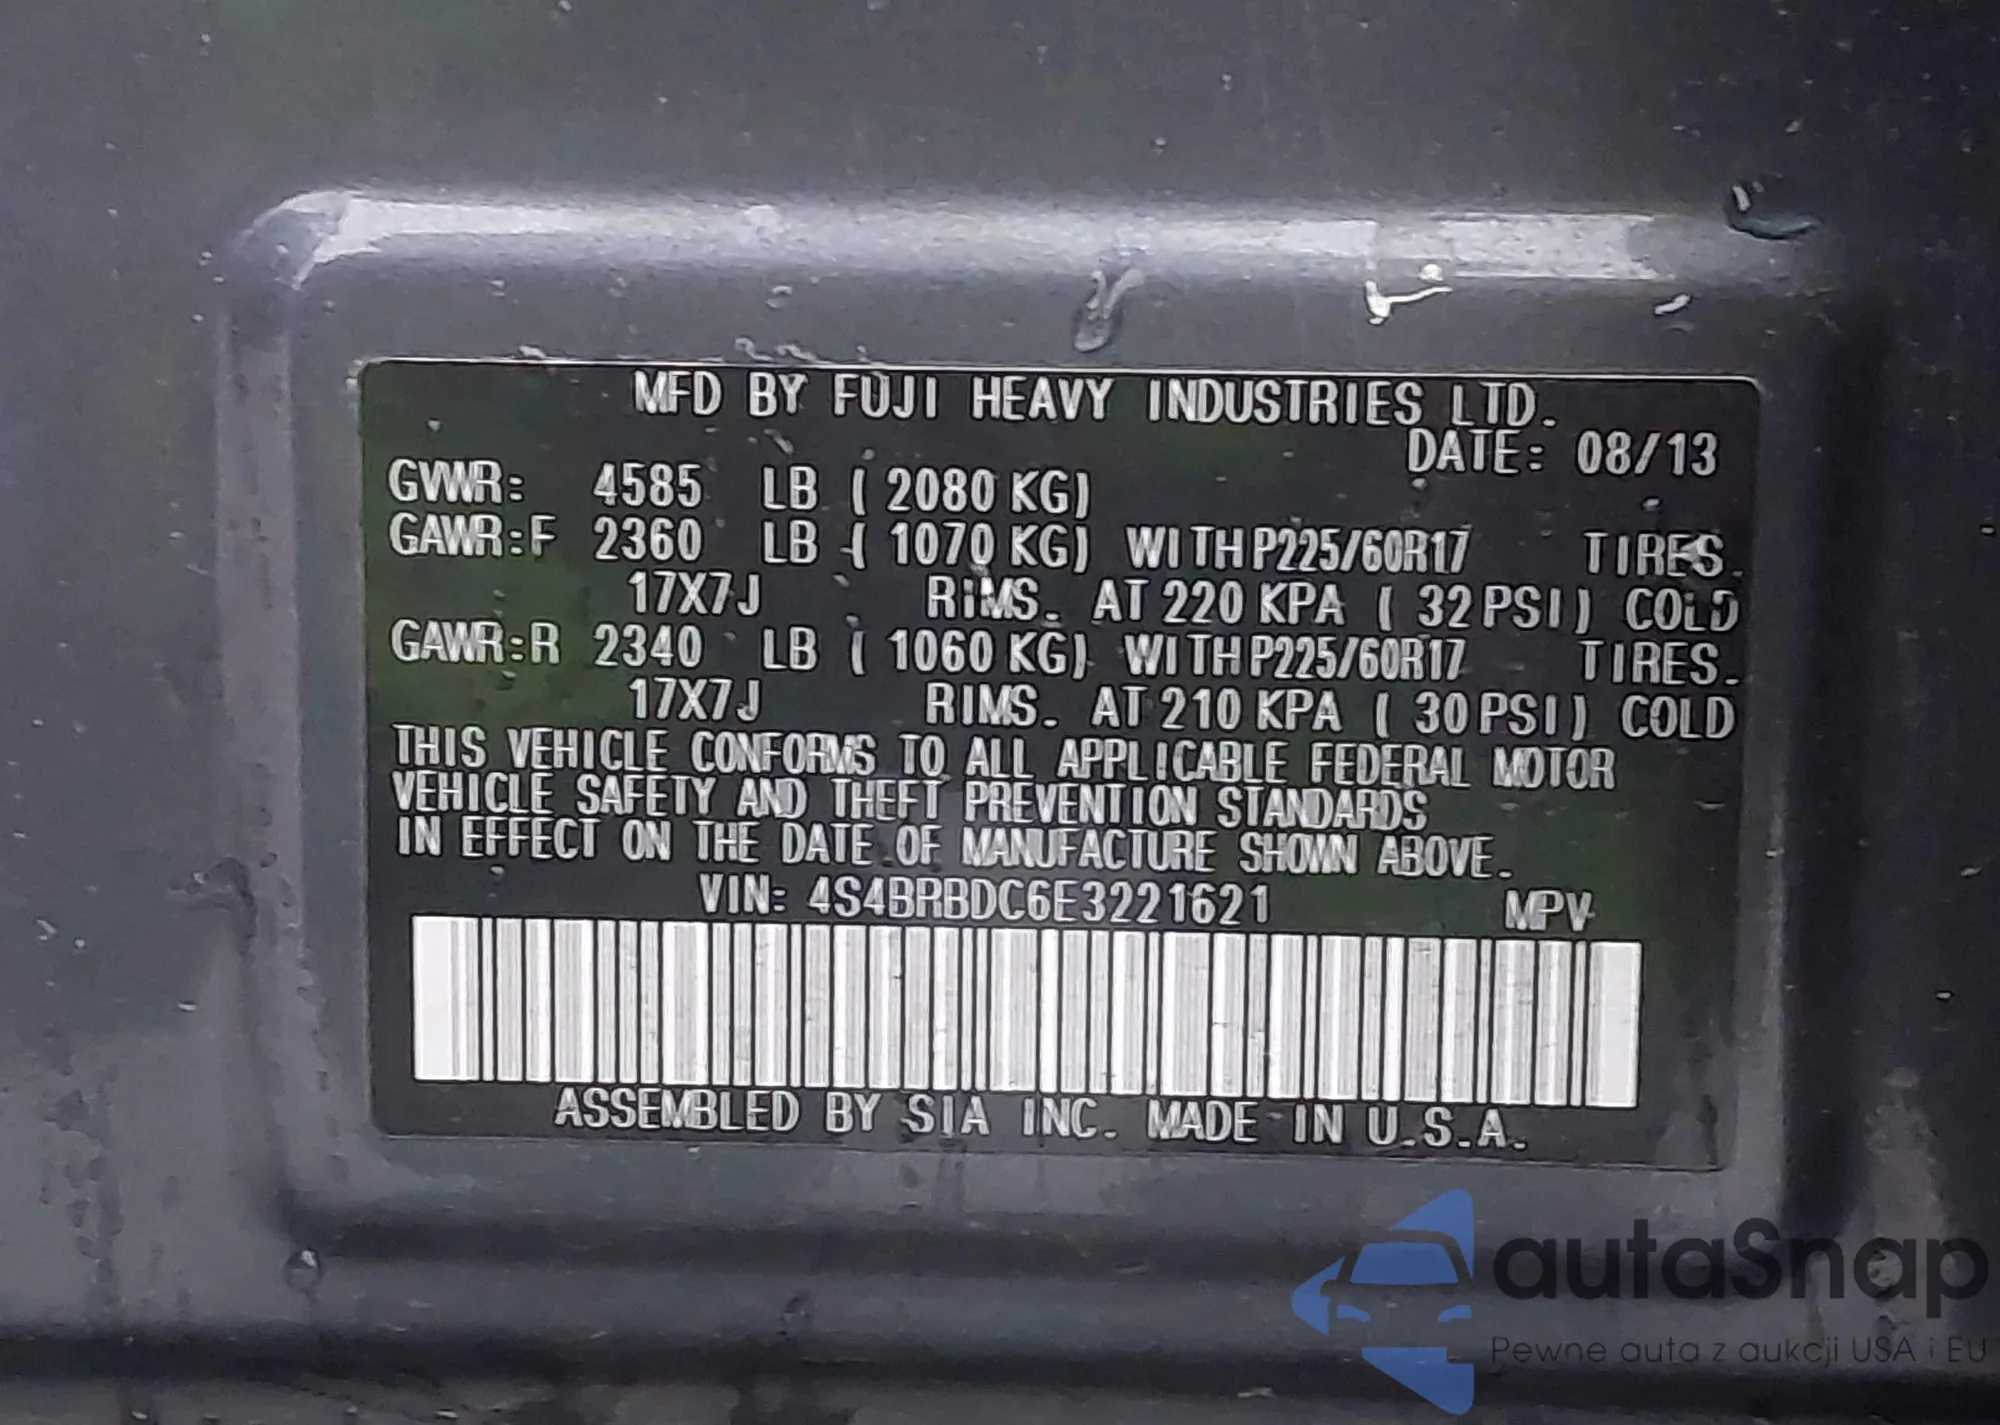 MFD BY FUJI HEAVY INDUSTRIES LTD.
DATE: 08/13
GVWR: 4585 LB ( 2080 KG)
GAWR:F 2360 LB ( 1070 KG) WITH P225/60R17 TIRES.
17X7J RIMS. AT 220 KPA ( 32 PSI) COLD
GAWR:R 2340 LB ( 1060 KG) WITH P225/60R17 TIRES.
17X7J RIMS. AT 210 KPA ( 30 PSI) COLD
THIS VEHICLE CONFORMS TO ALL APPLICABLE FEDERAL MOTOR
VEHICLE SAFETY AND THEFT PREVENTION STANDARDS
IN EFFECT ON THE DATE OF MANUFACTURE SHOWN ABOVE.
VIN: 4S4BRBDC6E3221621 MPV
ASSEMBLED BY SIA INC. MADE IN U.S.A.
autaSnap
Pewne auta z aukcji USA i EU